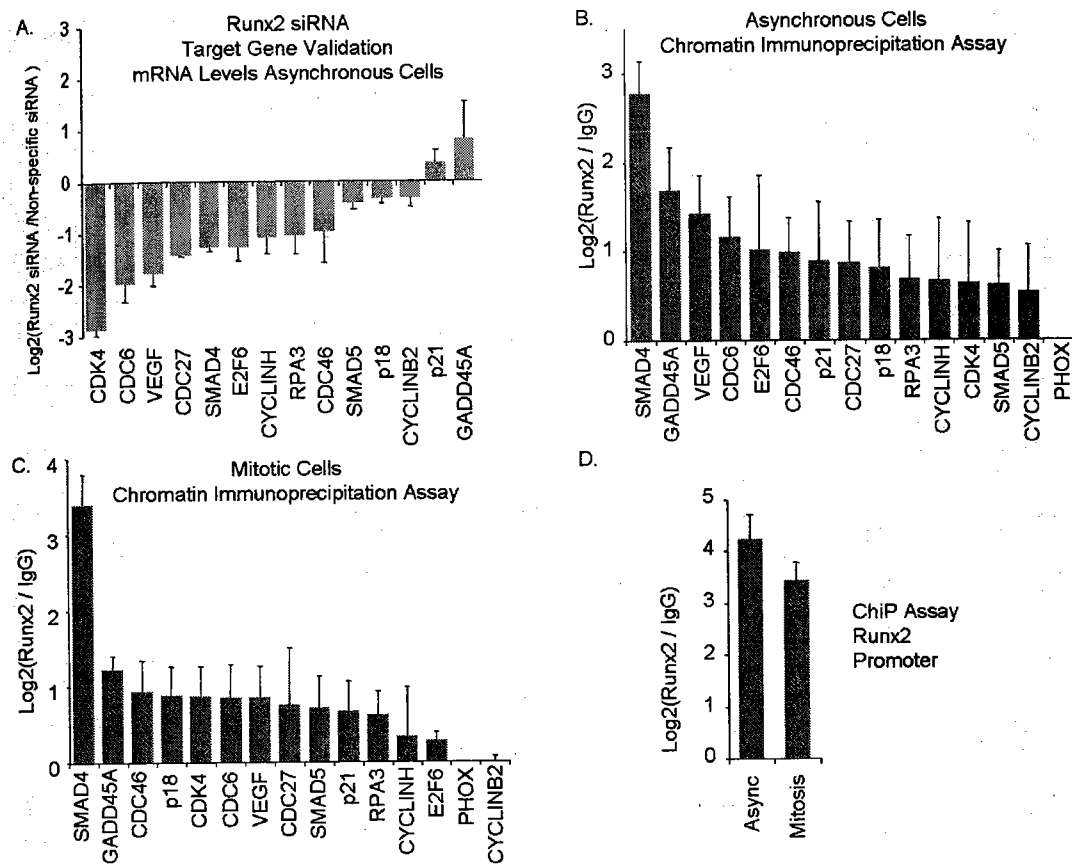 A.
Runx2 siRNA
Target Gene Validation
mRNA Levels Asynchronous Cells
Log2(Runx2 siRNA /Non-specific siRNA)
3
2
1
0
-1
-2
-3
CDK4
CDC6
VEGF
CDC27
SMAD4
E2F6
CYCLINH
RPA3
CDC46
SMAD5
p18
CYCLINB2
p21
GADD45A
B.
Asynchronous Cells
Chromatin Immunoprecipitation Assay
Log2(Runx2 / IgG)
3
2
1
0
SMAD4
GADD45A
VEGF
CDC6
E2F6
CDC46
p21
CDC27
p18
RPA3
CYCLINH
CDK4
SMAD5
CYCLINB2
PHOX
C.
Mitotic Cells
Chromatin Immunoprecipitation Assay
Log2(Runx2 / IgG)
4
3
2
1
0
SMAD4
GADD45A
CDC46
p18
CDK4
CDC6
VEGF
CDC27
SMAD5
p21
RPA3
CYCLINH
E2F6
PHOX
CYCLINB2
D.
Log2(Runx2 / IgG)
5
4
3
2
1
0
Async
Mitosis
ChiP Assay
Runx2
Promoter